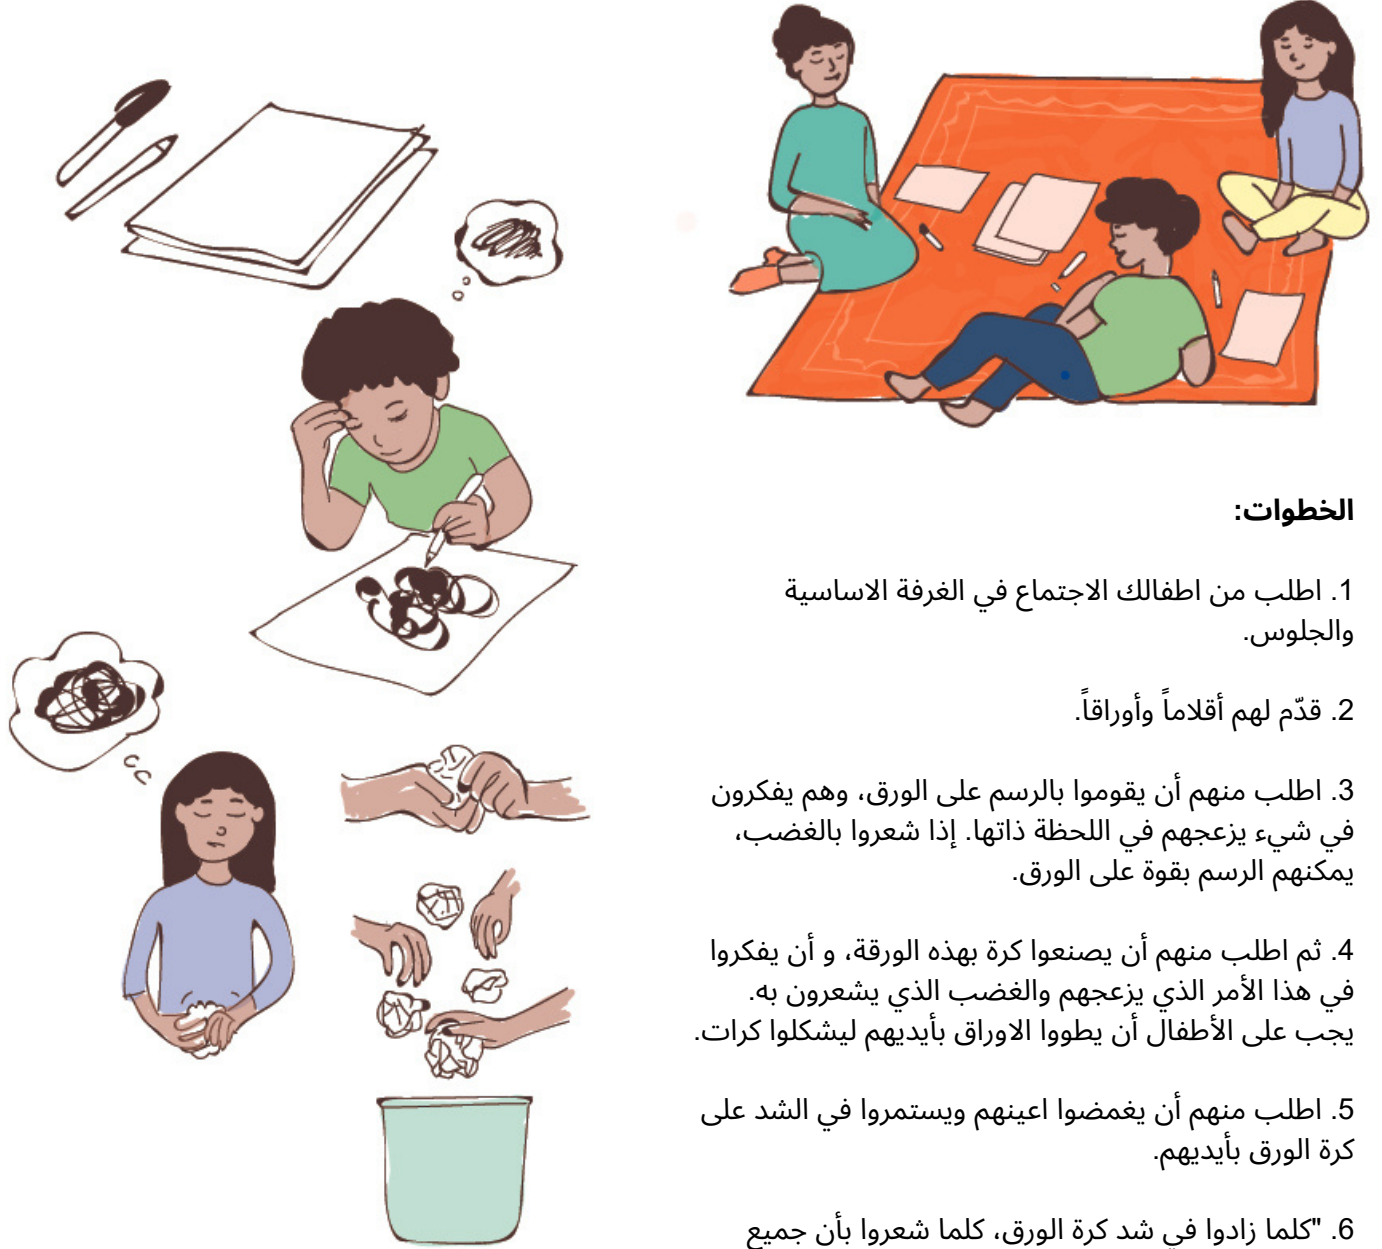 الخطوات:
1. اطلب من اطفالك الاجتماع في الغرفة الاساسية
والجلوس.
2. قدّم لهم أقلاماً وأوراقاً.
3. اطلب منهم أن يقوموا بالرسم على الورق، وهم يفكرون
في شيء يزعجهم في اللحظة ذاتها. إذا شعروا بالغضب،
يمكنهم الرسم بقوة على الورق.
4. ثم اطلب منهم أن يصنعوا كرة بهذه الورقة، و أن يفكروا
في هذا الأمر الذي يزعجهم والغضب الذي يشعرون به.
يجب على الأطفال أن يطووا الاوراق بأيديهم ليشكلوا كرات.
5. اطلب منهم أن يغمضوا اعينهم ويستمروا في الشد على
كرة الورق بأيديهم.
6. "كلما زادوا في شد كرة الورق، كلما شعروا بأن جميع